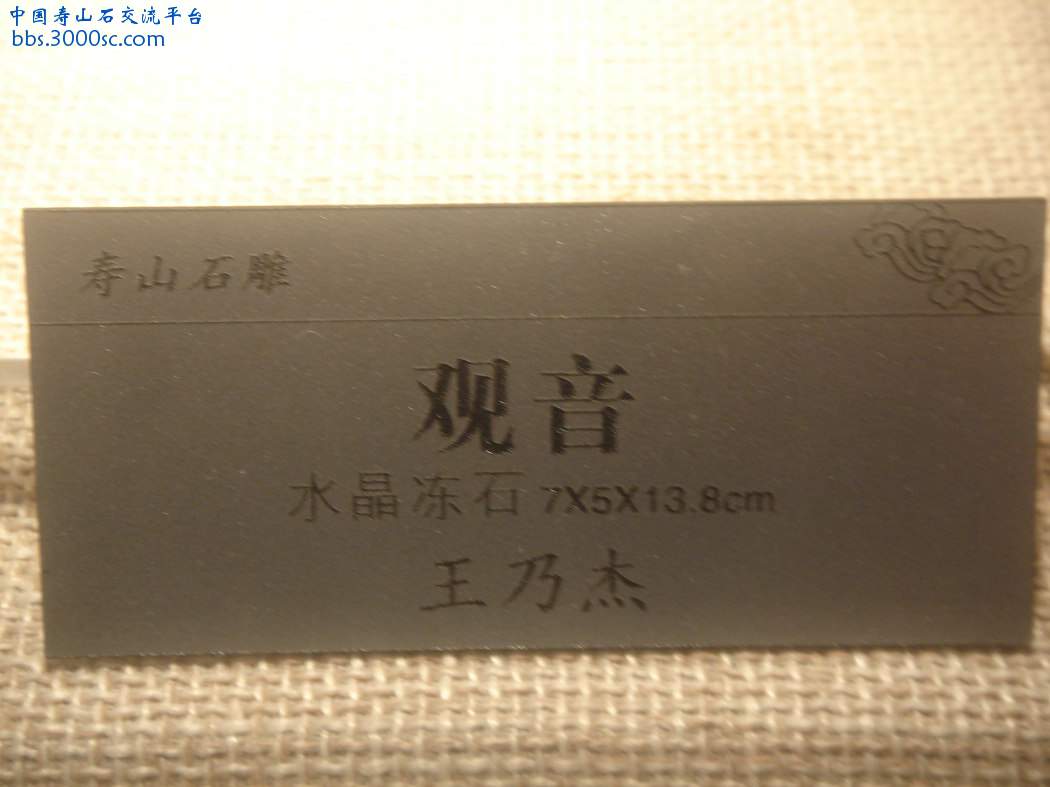 中国寿山石交流平台
bbs.3000sc.com
寿山石雕
观音
水晶冻石 7X5X13.8cm
王乃杰